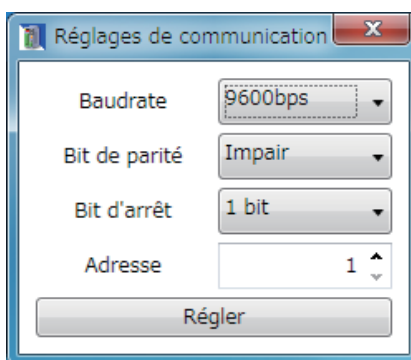 Réglages de communication
Baudrate 9600bps
Bit de parité Impair
Bit d'arrêt 1 bit
Adresse 1
Régler